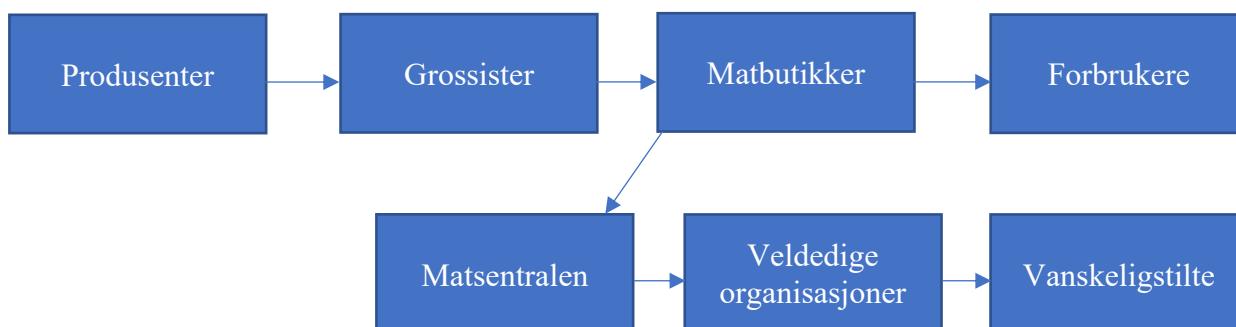 Produsenter
Grossister
Matbutikker
Forbrukere
Matsentralen
Veldedige
organisasjoner
Vanskeligstilte